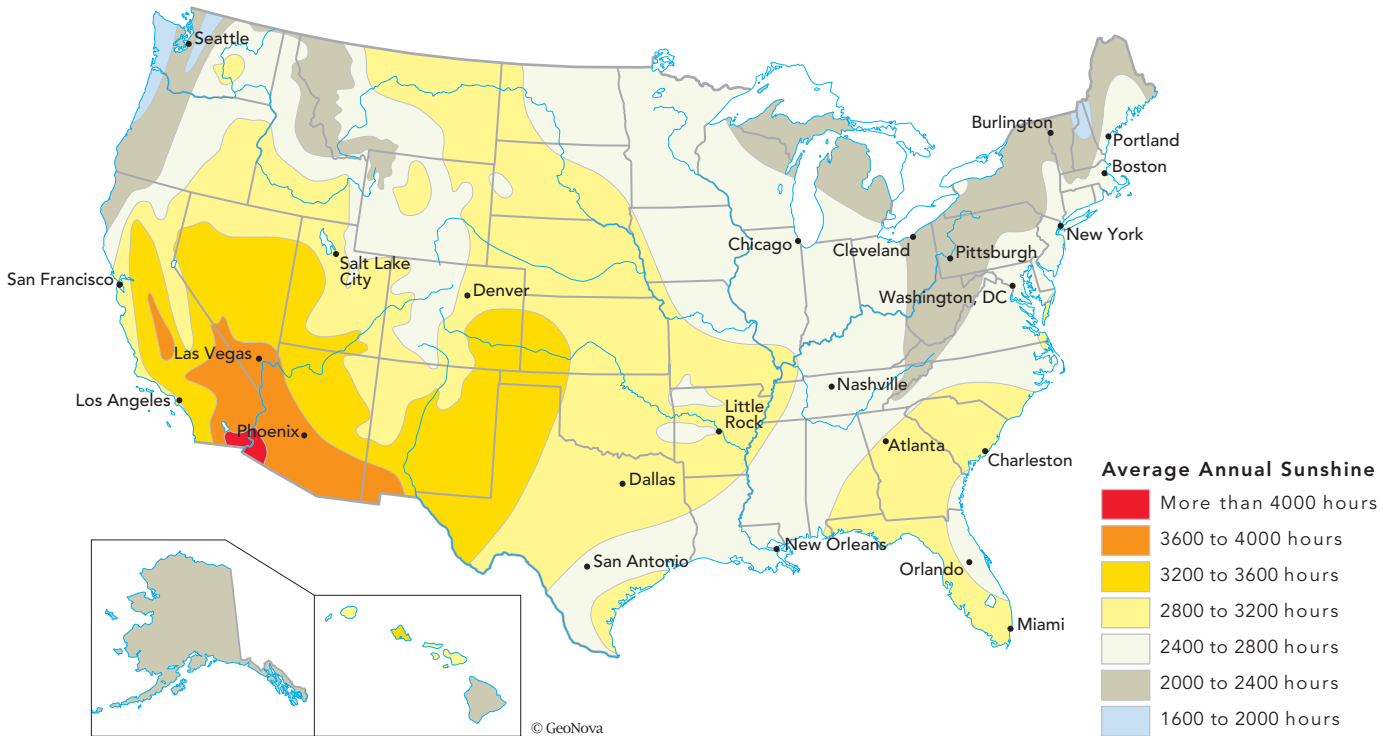 Seattle
Burlington
Portland
Boston
New York
Chicago
Cleveland
Pittsburgh
Washington, DC
San Francisco
Salt Lake
City
Denver
Las Vegas
Nashville
Los Angeles
Little
Rock
Phoenix
Atlanta
Charleston
Dallas
New Orleans
San Antonio
Orlando
Miami
Average Annual Sunshine
More than 4000 hours
3600 to 4000 hours
3200 to 3600 hours
2800 to 3200 hours
2400 to 2800 hours
2000 to 2400 hours
1600 to 2000 hours
© GeoNova